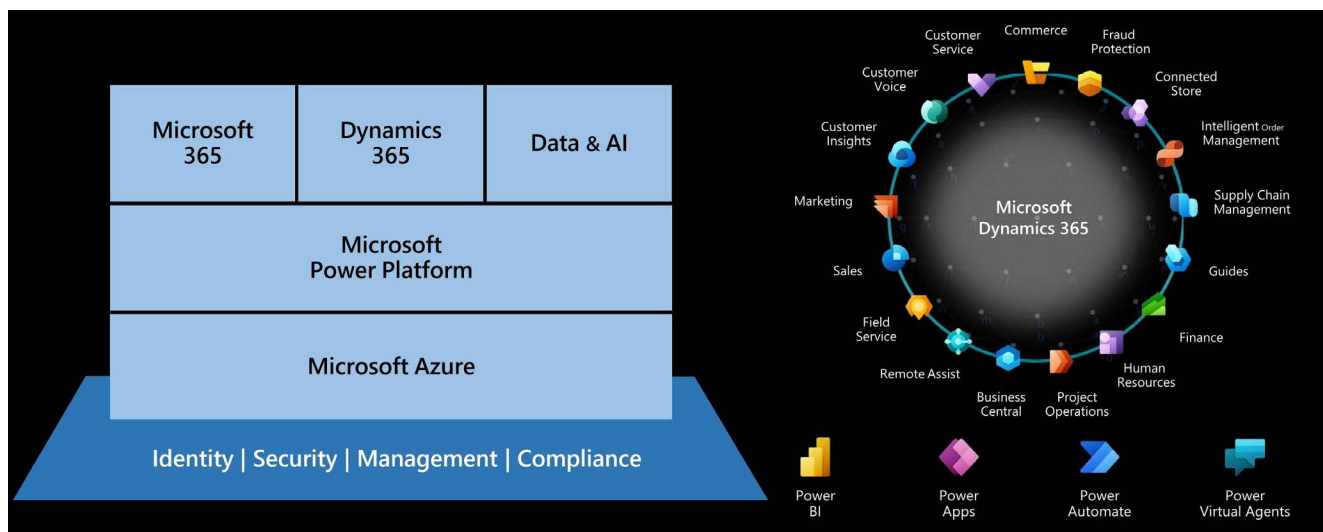 Microsoft
365
Dynamics
365
Data & AI
Microsoft
Power Platform
Microsoft Azure
Identity | Security | Management | Compliance
Commerce
Fraud
Protection
Connected
Store
Intelligent Order
Management
Supply Chain
Management
Guides
Finance
Human
Resources
Project
Operations
Business
Central
Remote Assist
Field
Service
Sales
Marketing
Customer
Insights
Customer
Voice
Customer
Service
Microsoft
Dynamics 365
Power
BI
Power
Apps
Power
Automate
Power
Virtual Agents